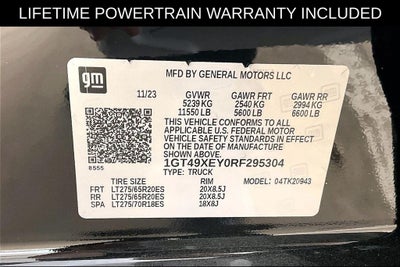 LIFETIME POWERTRAIN WARRANTY INCLUDED
gm
MFD BY GENERAL MOTORS LLC
11/23 GVWR GAWR FRT GAWR RR
5239 KG 2540 KG 2994 KG
11550 LB 5600 LB 6600 LB
THIS VEHICLE CONFORMS TO ALL
APPLICABLE U.S. FEDERAL MOTOR
VEHICLE SAFETY STANDARDS IN EFFECT
ON THE DATE OF MANUFACTURE SHOWN
ABOVE.
1GT49XEY0RF295304
8555
TYPE: TRUCK
TIRE SIZE RIM MODEL: 04TK20943
FRT LT275/65R20ES 20X8.5J
RR LT275/65R20ES 20X8.5J
SPA LT275/70R18ES 18X8J